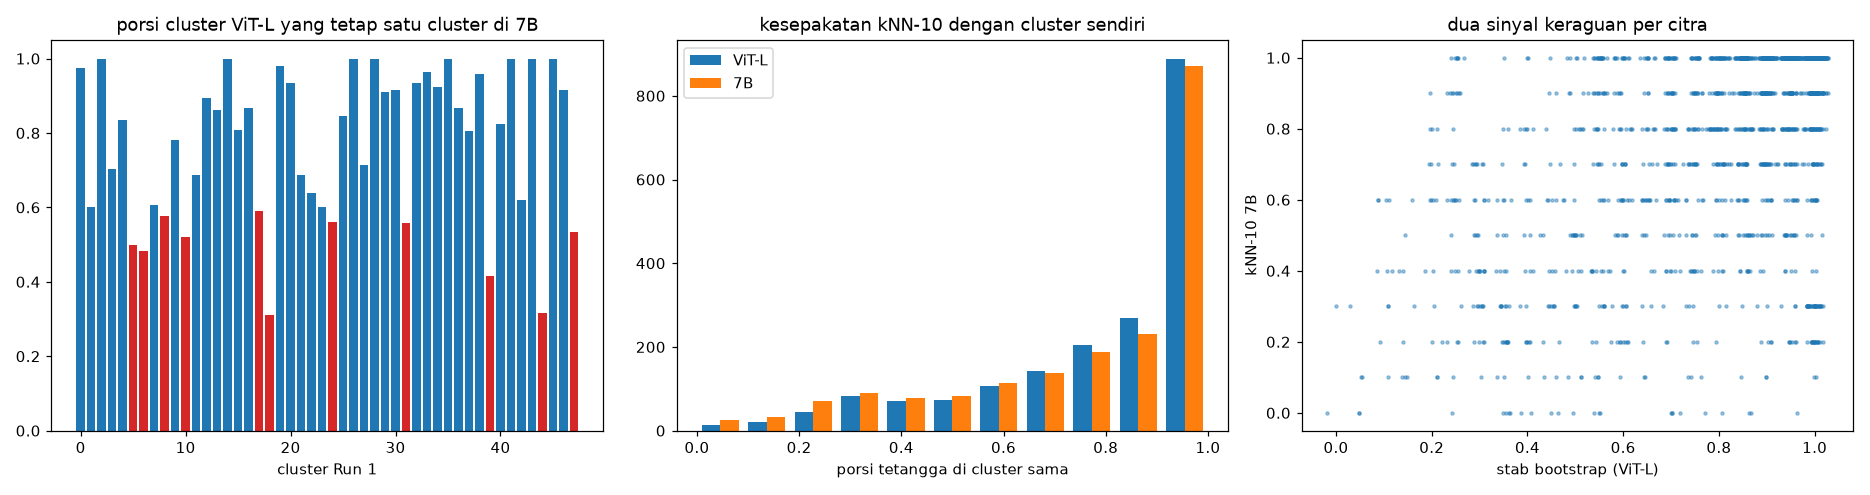 porsi cluster ViT-L yang tetap satu cluster di 7B
1.0
0.8
0.6
0.4
0.2
0.0
0 10 20 30 40
cluster Run 1
kesepakatan kNN-10 dengan cluster sendiri
ViT-L
7B
800
600
400
200
0
0.0 0.2 0.4 0.6 0.8 1.0
porsi tetangga di cluster sama
dua sinyal keraguan per citra
kNN-10 7B
1.0
0.8
0.6
0.4
0.2
0.0
0.0 0.2 0.4 0.6 0.8 1.0
stab bootstrap (ViT-L)